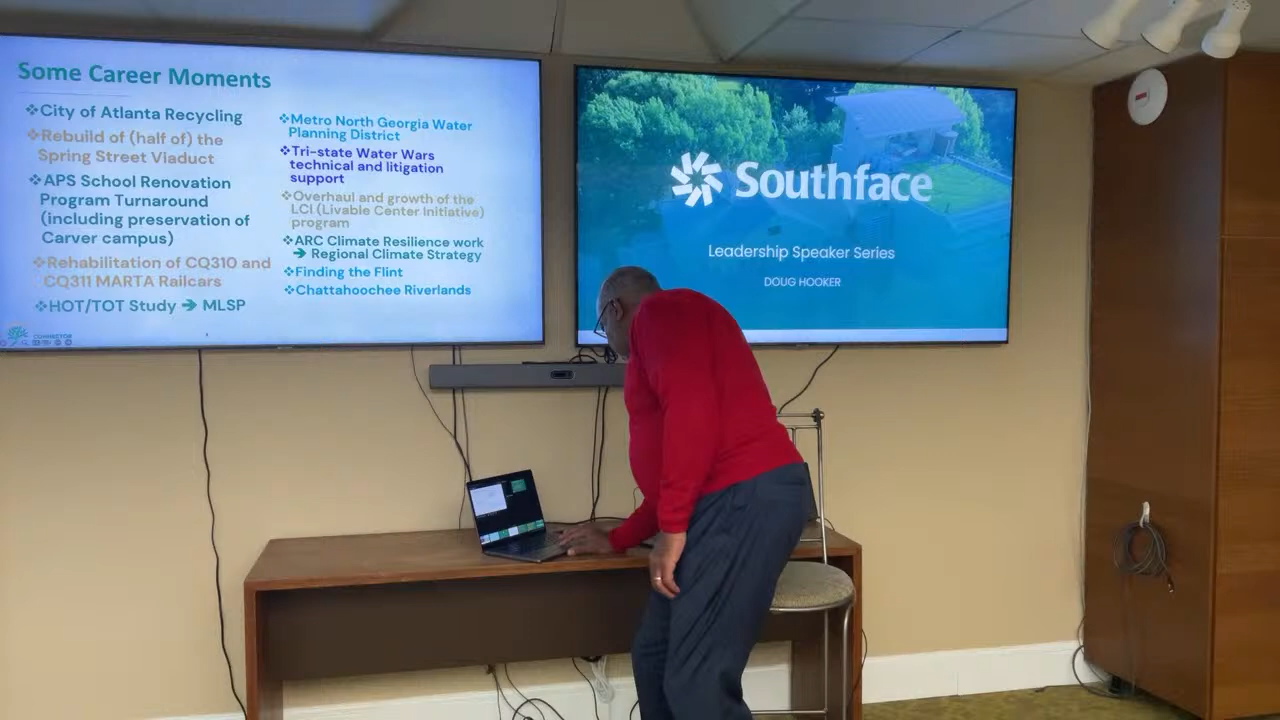 Some Career Moments
❖City of Atlanta Recycling
❖Rebuild of (half of) the
Spring Street Viaduct
❖APS School Renovation
Program Turnaround
(including preservation of
Carver campus)
❖Rehabilitation of CQ310 and
CQ311 MARTA Railcars
❖HOT/TOT Study ➔ MLSP
❖Metro North Georgia Water
Planning District
❖Tri-state Water Wars
technical and litigation
support
❖Overhaul and growth of the
LCI (Livable Center Initiative)
program
❖ARC Climate Resilience work
➔ Regional Climate Strategy
❖Finding the Flint
❖Chattahoochee Riverlands
Southface
Leadership Speaker Series
DOUG HOOKER